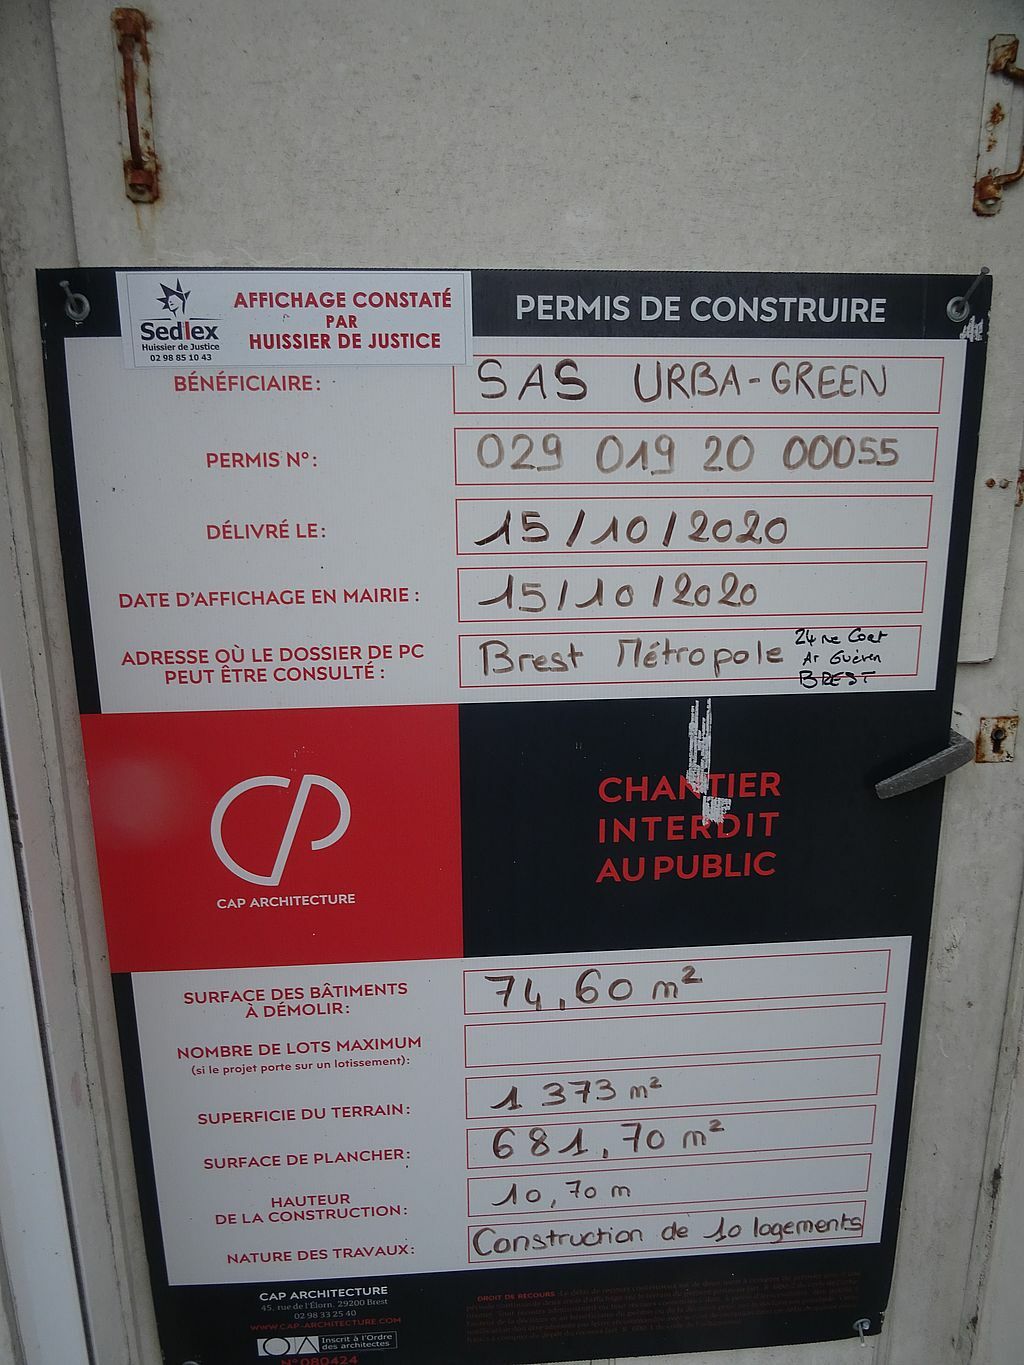 Sedlex
Huissier de Justice
02 98 85 10 43
AFFICHAGE CONSTATÉ
PAR
HUISSIER DE JUSTICE
PERMIS DE CONSTRUIRE
BÉNÉFICIAIRE : SAS URBA-GREEN
PERMIS N° : 029 019 20 00055
DÉLIVRÉ LE : 15/10/2020
DATE D'AFFICHAGE EN MAIRIE : 15/10/2020
ADRESSE OÙ LE DOSSIER DE PC
PEUT ÊTRE CONSULTÉ :
Brest Métropole
24 rue Coat
Ar Guéven
BREST
CP
CAP ARCHITECTURE
CHANTIER
INTERDIT
AU PUBLIC
SURFACE DES BÂTIMENTS
À DÉMOLIR :
74,60 m²
NOMBRE DE LOTS MAXIMUM
(si le projet porte sur un lotissement) :
SUPERFICIE DU TERRAIN : 1 373 m²
SURFACE DE PLANCHER : 681,70 m²
HAUTEUR
DE LA CONSTRUCTION :
10,70 m
NATURE DES TRAVAUX : Construction de 10 logements
CAP ARCHITECTURE
45, rue de l'Élorn, 29200 Brest
02 98 33 25 40
WWW.CAP-ARCHITECTURE.COM
Inscrit à l'Ordre
des architectes
N° 080424
DROIT DE RECOURS